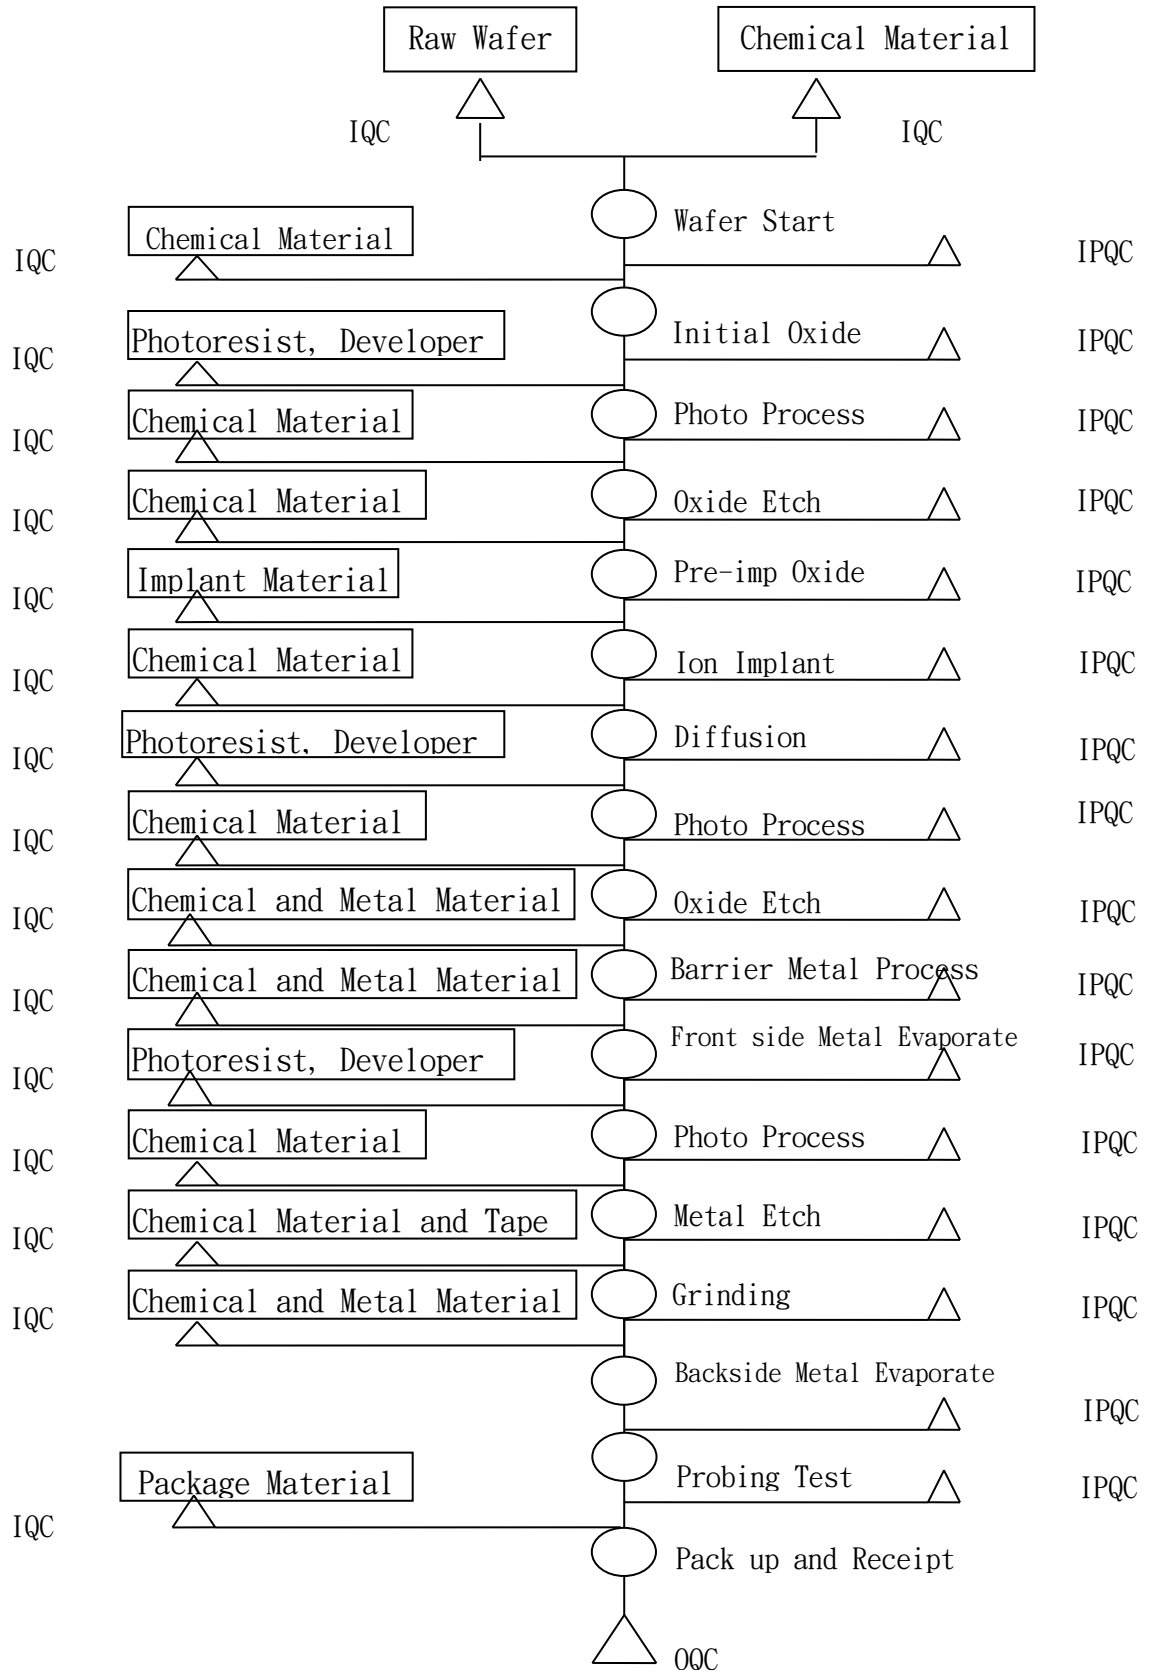 Raw Wafer
Chemical Material
IQC
IQC
Wafer Start
Chemical Material
IQC
IPQC
Initial Oxide
Photoresist, Developer
IQC
IPQC
Photo Process
Chemical Material
IQC
IPQC
Oxide Etch
Chemical Material
IQC
IPQC
Pre-imp Oxide
Implant Material
IQC
IPQC
Ion Implant
Chemical Material
IQC
IPQC
Diffusion
Photoresist, Developer
IQC
IPQC
Photo Process
Chemical Material
IQC
IPQC
Oxide Etch
Chemical and Metal Material
IQC
IPQC
Barrier Metal Process
Chemical and Metal Material
IQC
IPQC
Front side Metal Evaporate
Photoresist, Developer
IQC
IPQC
Photo Process
Chemical Material
IQC
IPQC
Metal Etch
Chemical Material and Tape
IQC
IPQC
Grinding
Chemical and Metal Material
IQC
IPQC
Backside Metal Evaporate
IPQC
Probing Test
Package Material
IQC
IPQC
Pack up and Receipt
OQC